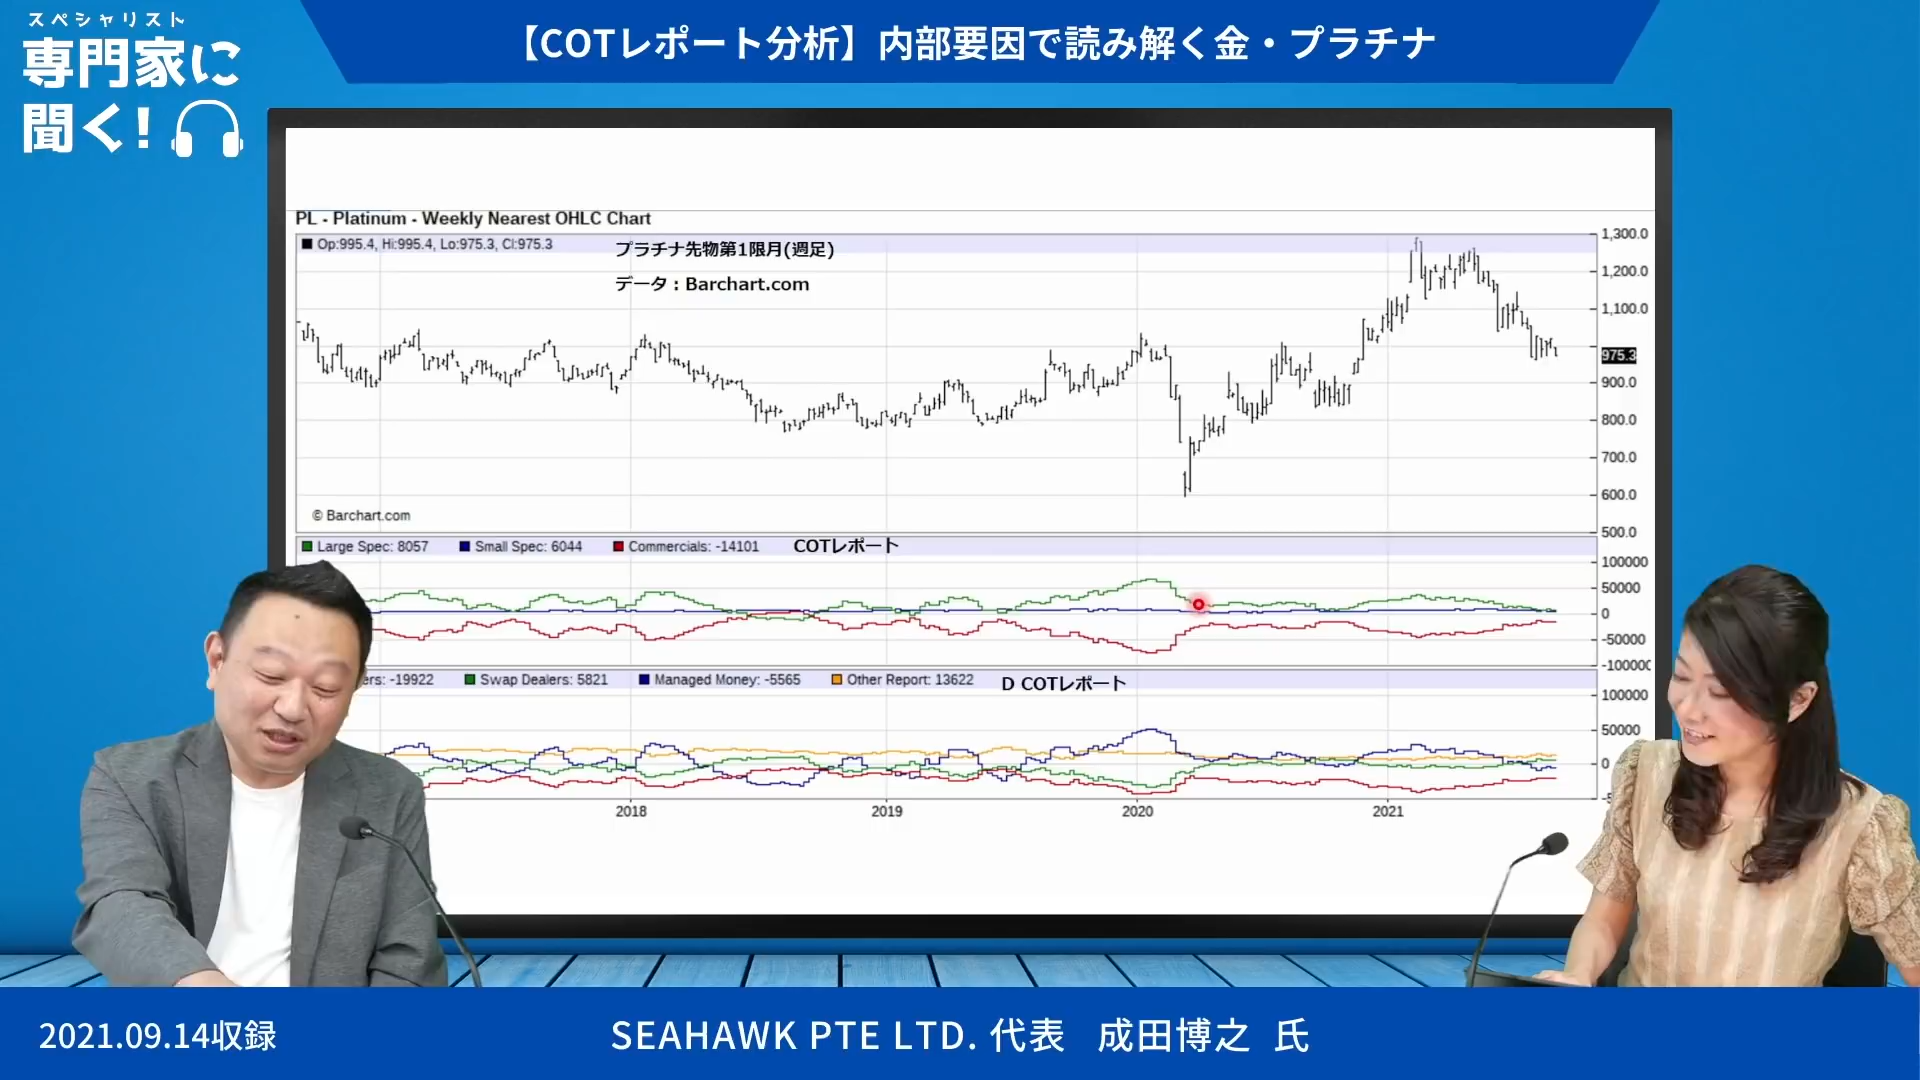 スペシャリスト
専門家に
聞く!
【COTレポート分析】内部要因で読み解く金・プラチナ
PL - Platinum - Weekly Nearest OHLC Chart
Op:995.4, Hi:995.4, Lo:975.3, Cl:975.3
プラチナ先物第1限月(週足)
データ：Barchart.com
1,300.0
1,200.0
1,100.0
975.3
900.0
800.0
700.0
600.0
500.0
© Barchart.com
Large Spec: 8057 Small Spec: 6044 Commercials: -14101 COTレポート
100000
50000
0
-50000
-100000
ers: -19922 Swap Dealers: 5821 Managed Money: -5565 Other Report: 13622 D COTレポート
100000
50000
0
2018 2019 2020 2021
2021.09.14収録
SEAHAWK PTE LTD. 代表 成田博之 氏